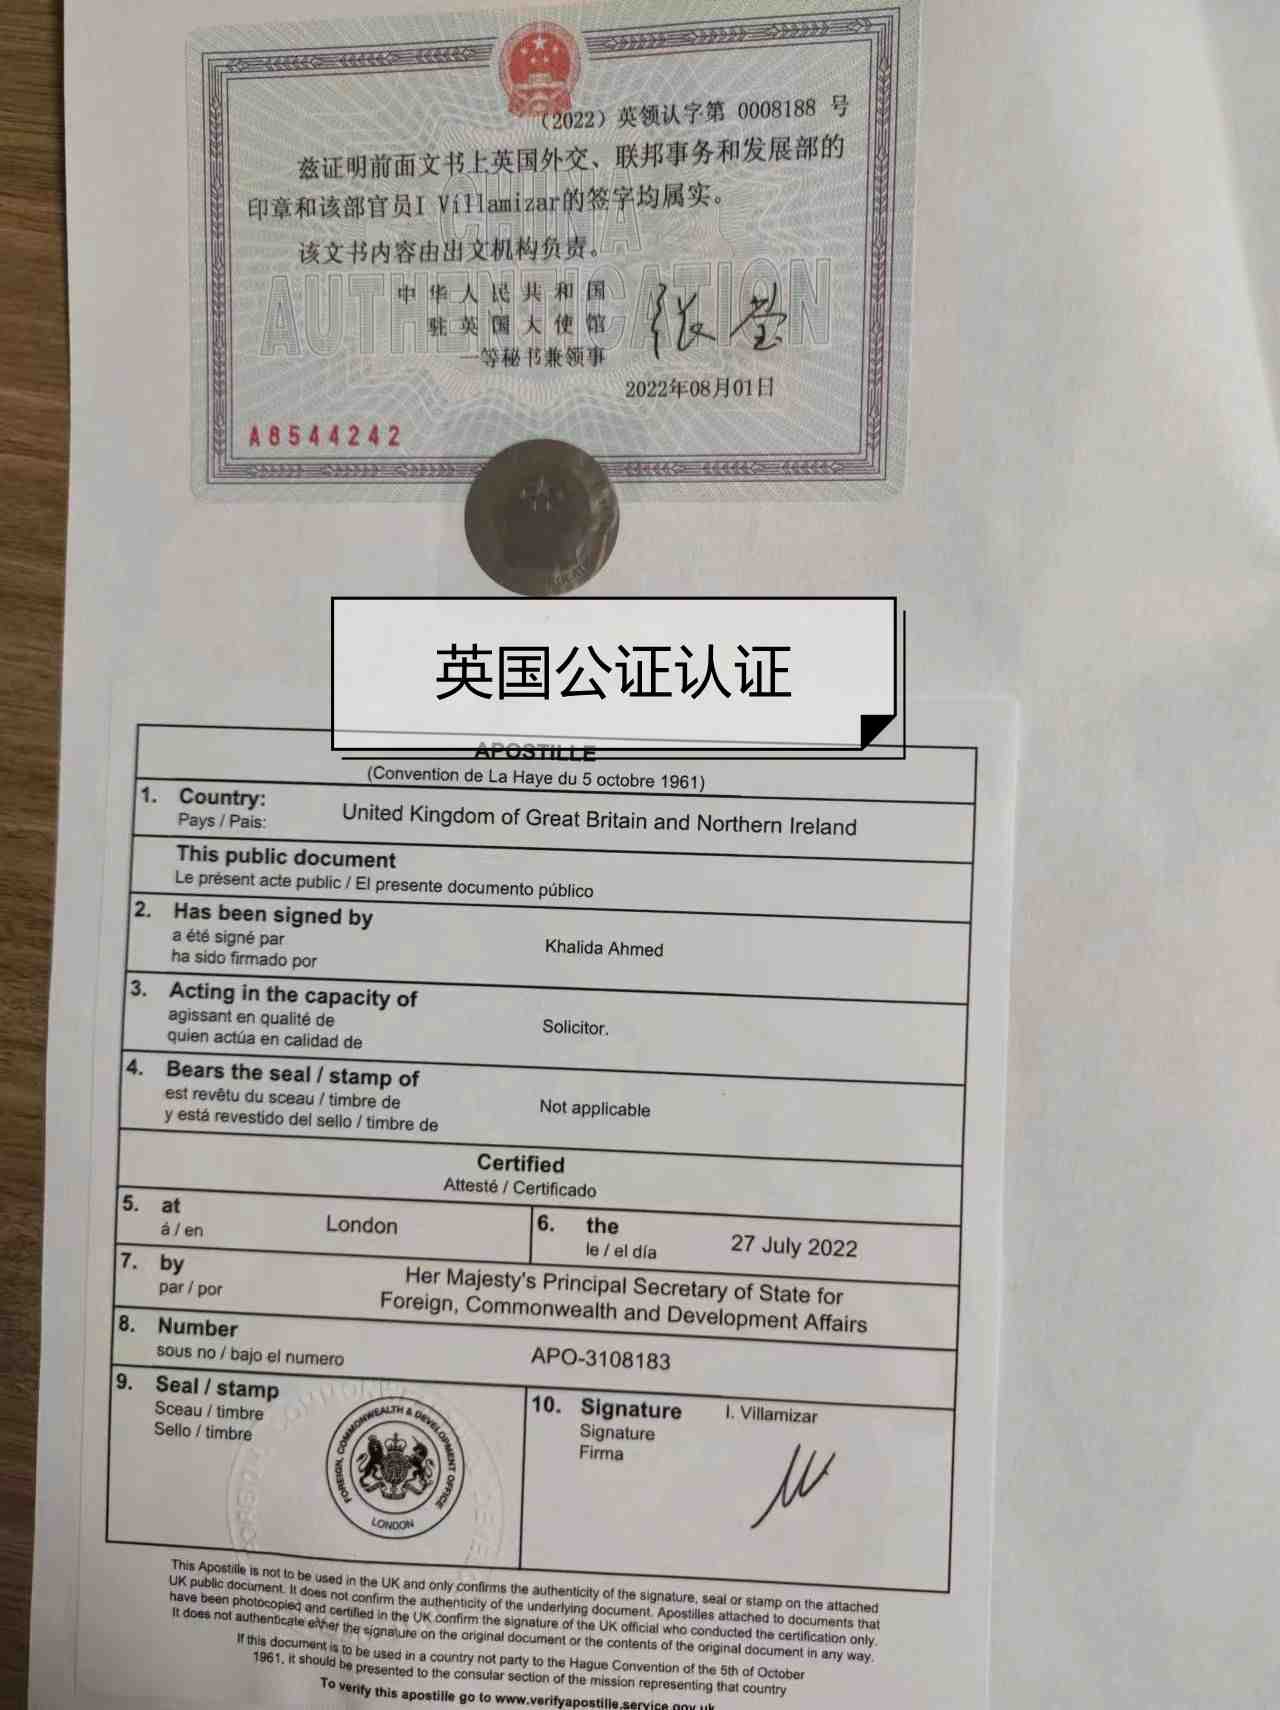 （2022）英领认字第 0008188 号
兹证明前面文书上英国外交、联邦事务和发展部的
印章和该部官员I Villamizar的签字均属实。
该文书内容由出文机构负责。
CHINA
AUTHENTICATION
中华人民共和国
驻英国大使馆
一等秘书兼领事
张莹
2022年08月01日
A8544242
英国公证认证
APOSTILLE
(Convention de La Haye du 5 octobre 1961)
1. Country: United Kingdom of Great Britain and Northern Ireland
Pays / Pais:
This public document
Le présent acte public / El presente documento público
2. Has been signed by
a été signé par Khalida Ahmed
ha sido firmado por
3. Acting in the capacity of
agissant en qualité de Solicitor.
quien actúa en calidad de
4. Bears the seal / stamp of
est revêtu du sceau / timbre de Not applicable
y está revestido del sello / timbre de
Certified
Attesté / Certificado
5. at London
á / en
6. the 27 July 2022
le / el día
7. by Her Majesty's Principal Secretary of State for
par / por Foreign, Commonwealth and Development Affairs
8. Number
sous no / bajo el numero APO-3108183
9. Seal / stamp
Sceau / timbre
Sello / timbre
FOREIGN, COMMONWEALTH & DEVELOPMENT OFFICE
LONDON
10. Signature I. Villamizar
Signature
Firma
This Apostille is not to be used in the UK and only confirms the authenticity of the signature, seal or stamp on the attached
UK public document. It does not confirm the authenticity of the underlying document. Apostilles attached to documents that
have been photocopied and certified in the UK confirm the signature of the UK official who conducted the certification only.
It does not authenticate either the signature on the original document or the contents of the original document in any way.
If this document is to be used in a country not party to the Hague Convention of the 5th of October
1961, it should be presented to the consular section of the mission representing that country
To verify this apostille go to www.verifyapostille.service.gov.uk